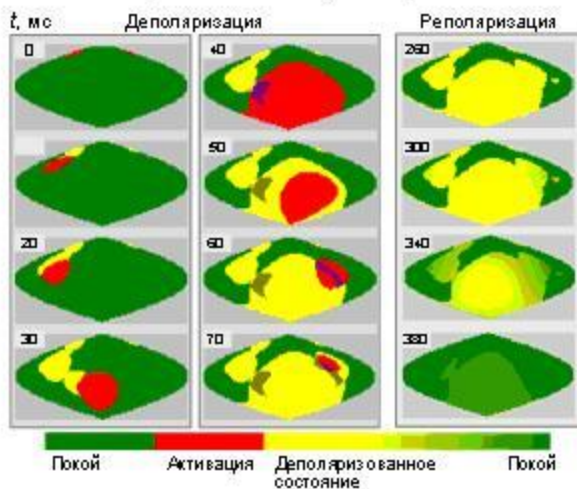 t, мс Деполяризация Реполяризация
0 40 260
50 300
20 60 340
30 70 380
Покой Активация Деполяризованное Покой
состояние